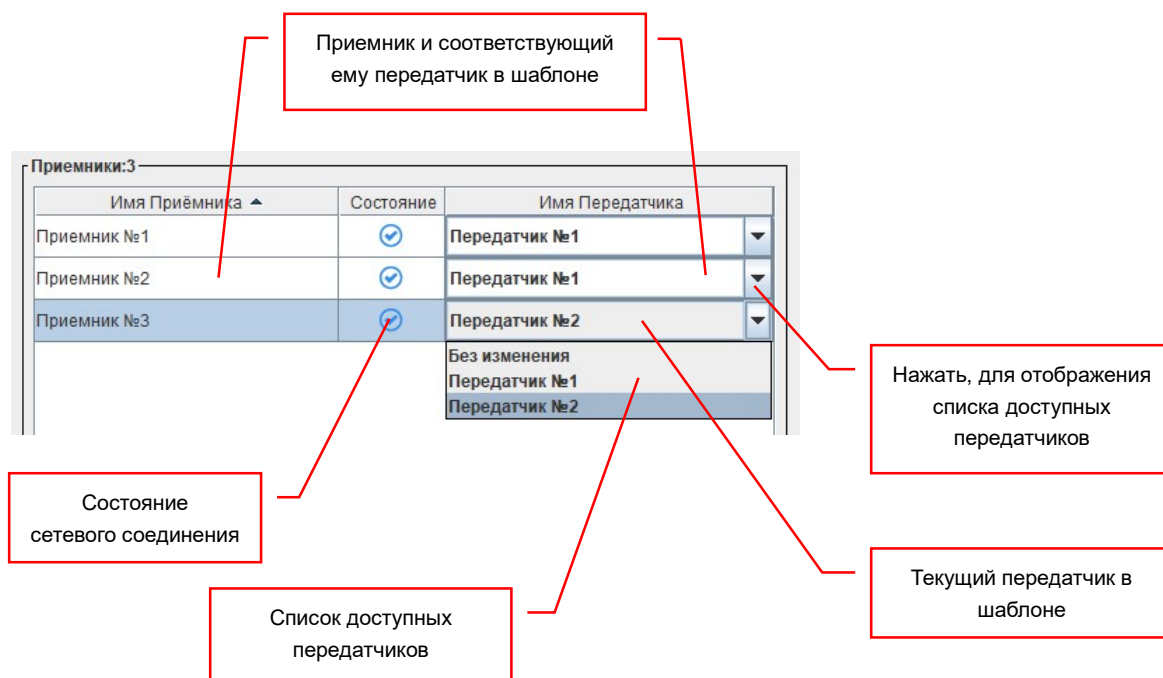 Приемник и соответствующий
ему передатчик в шаблоне
Приемники:3
Имя Приёмника Состояние Имя Передатчика
Приемник №1 Передатчик №1
Приемник №2 Передатчик №1
Приемник №3 Передатчик №2
Без изменения
Передатчик №1
Передатчик №2
Нажать, для отображения
списка доступных
передатчиков
Состояние
сетевого соединения
Текущий передатчик в
шаблоне
Список доступных
передатчиков